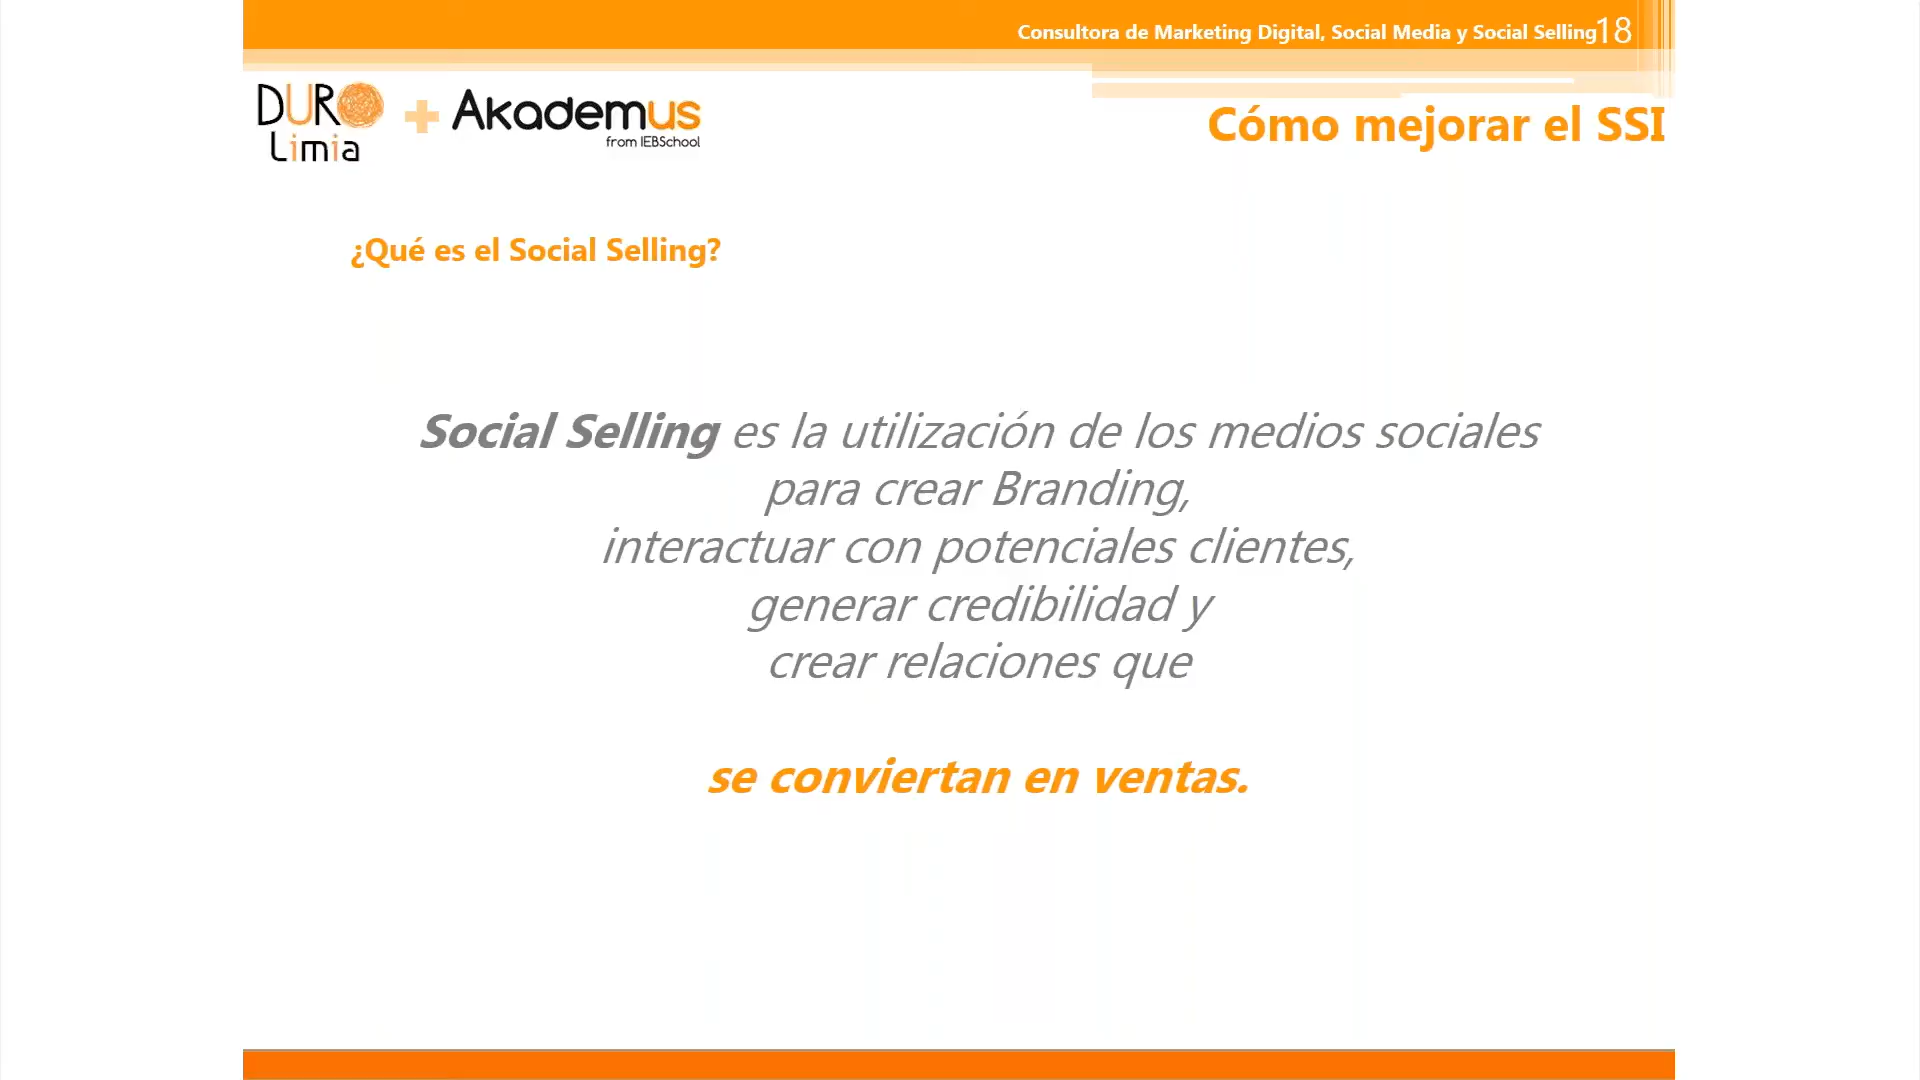 Consultora de Marketing Digital, Social Media y Social Selling 18
DURO
Limia
+ Akademus
from IEBSchool
Cómo mejorar el SSI
¿Qué es el Social Selling?
Social Selling es la utilización de los medios sociales
para crear Branding,
interactuar con potenciales clientes,
generar credibilidad y
crear relaciones que
se conviertan en ventas.